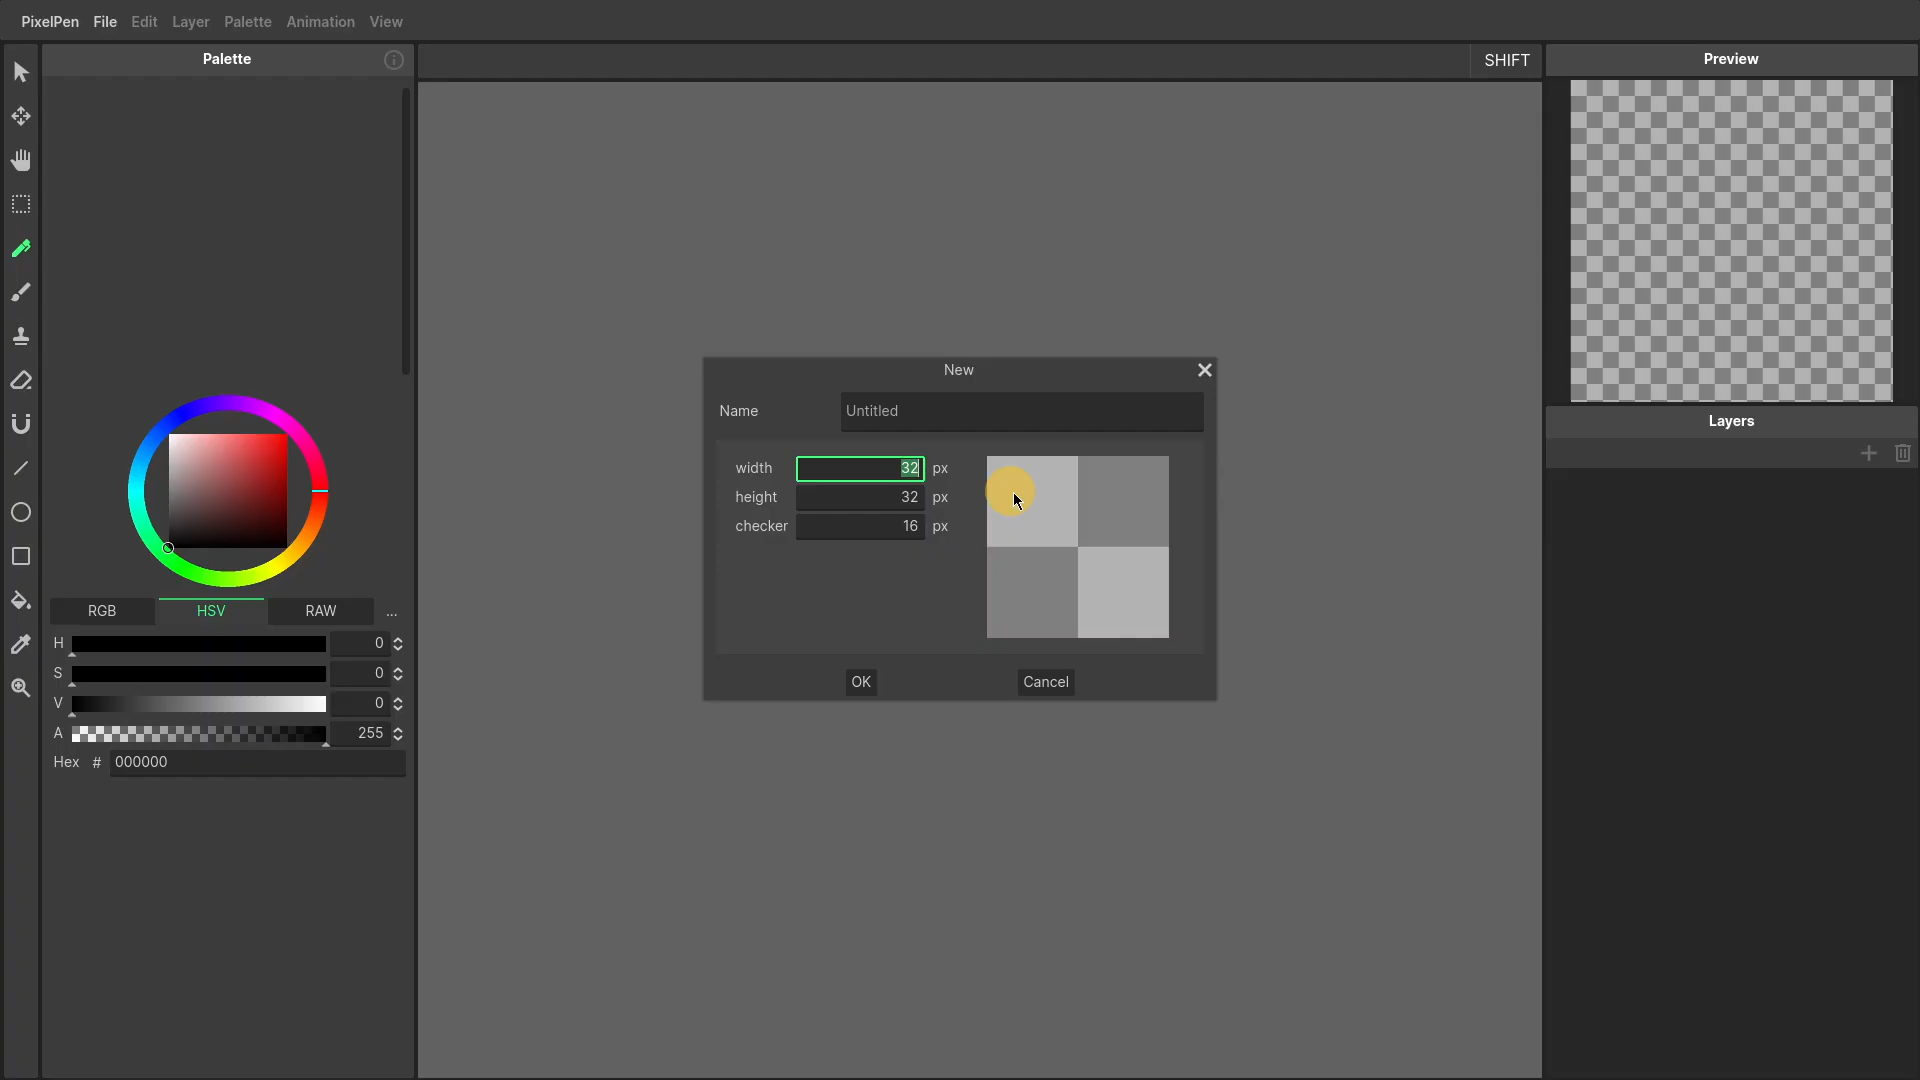 PixelPen File Edit Layer Palette Animation View
Palette
SHIFT
Preview
New
Name Untitled
width 32 px
height 32 px
checker 16 px
OK Cancel
Layers
RGB HSV RAW ...
H 0
S 0
V 0
A 255
Hex # 000000